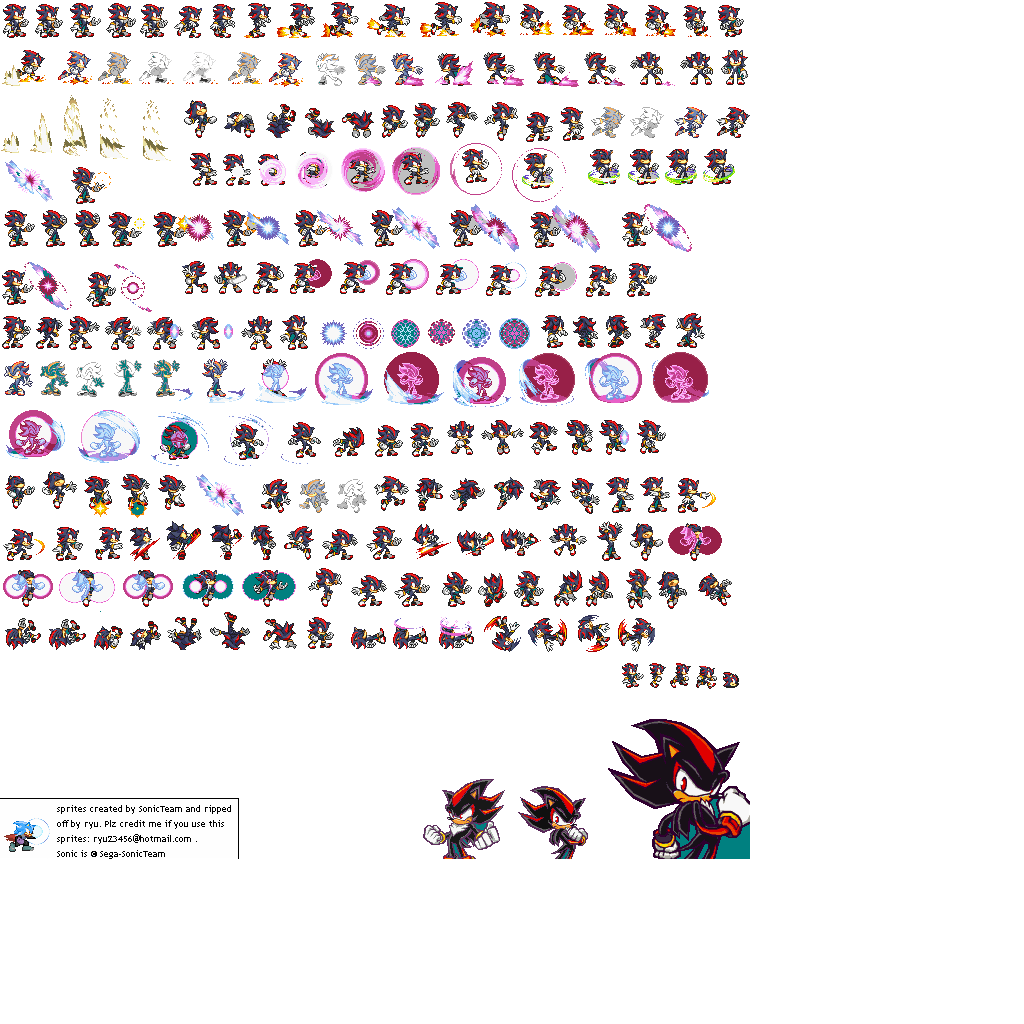 sprites created by SonicTeam and ripped
off by ryu. Plz credit me if you use this
sprites: ryu23456@hotmail.com .
Sonic is © Sega-SonicTeam